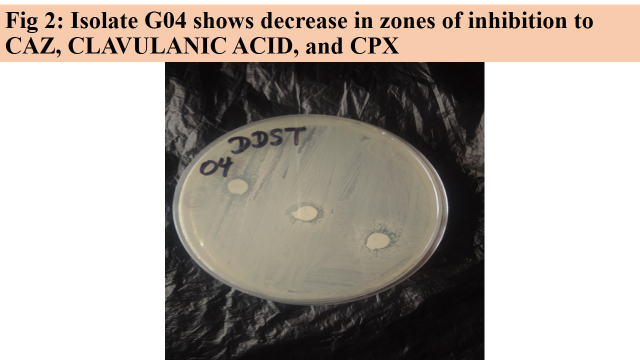 Fig 2: Isolate G04 shows decrease in zones of inhibition to
CAZ, CLAVULANIC ACID, and CPX
DDST
04